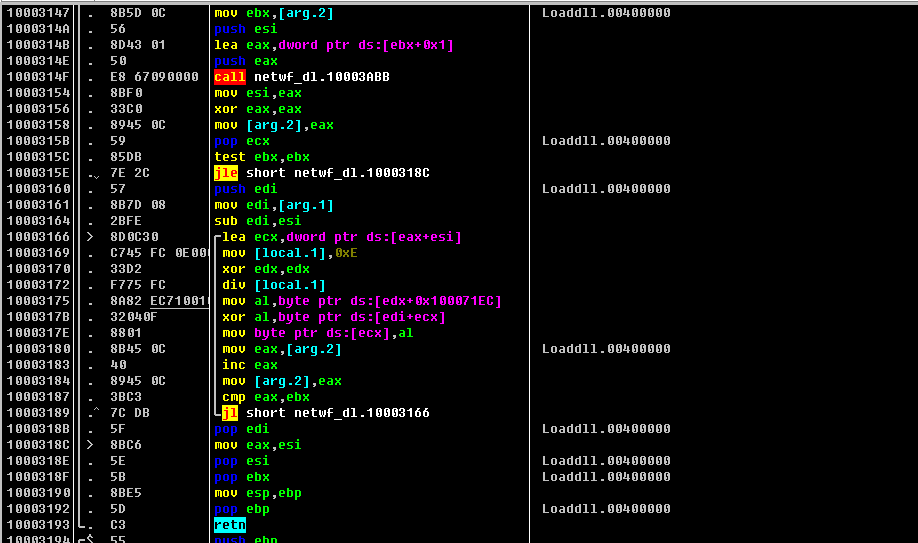 10003147 . 8B5D 0C mov ebx,[arg.2] Loaddll.00400000
1000314A . 56 push esi
1000314B . 8D43 01 lea eax,dword ptr ds:[ebx+0x1]
1000314E . 50 push eax
1000314F . E8 67090000 call netwf_dl.10003ABB
10003154 . 8BF0 mov esi,eax
10003156 . 33C0 xor eax,eax
10003158 . 8945 0C mov [arg.2],eax
1000315B . 59 pop ecx Loaddll.00400000
1000315C . 85DB test ebx,ebx
1000315E .v 7E 2C jle short netwf_dl.1000318C
10003160 . 57 push edi Loaddll.00400000
10003161 . 8B7D 08 mov edi,[arg.1]
10003164 . 2BFE sub edi,esi
10003166 > 8D0C30 lea ecx,dword ptr ds:[eax+esi]
10003169 . C745 FC 0E000 mov [local.1],0xE
10003170 . 33D2 xor edx,edx
10003172 . F775 FC div [local.1]
10003175 . 8A82 EC710010 mov al,byte ptr ds:[edx+0x100071EC]
1000317B . 32040F xor al,byte ptr ds:[edi+ecx]
1000317E . 8801 mov byte ptr ds:[ecx],al
10003180 . 8B45 0C mov eax,[arg.2] Loaddll.00400000
10003183 . 40 inc eax
10003184 . 8945 0C mov [arg.2],eax
10003187 . 3BC3 cmp eax,ebx
10003189 .^ 7C DB jl short netwf_dl.10003166
1000318B . 5F pop edi Loaddll.00400000
1000318C > 8BC6 mov eax,esi
1000318E . 5E pop esi Loaddll.00400000
1000318F . 5B pop ebx Loaddll.00400000
10003190 . 8BE5 mov esp,ebp
10003192 . 5D pop ebp Loaddll.00400000
10003193 . C3 retn
10003194 $ 55 push ebp